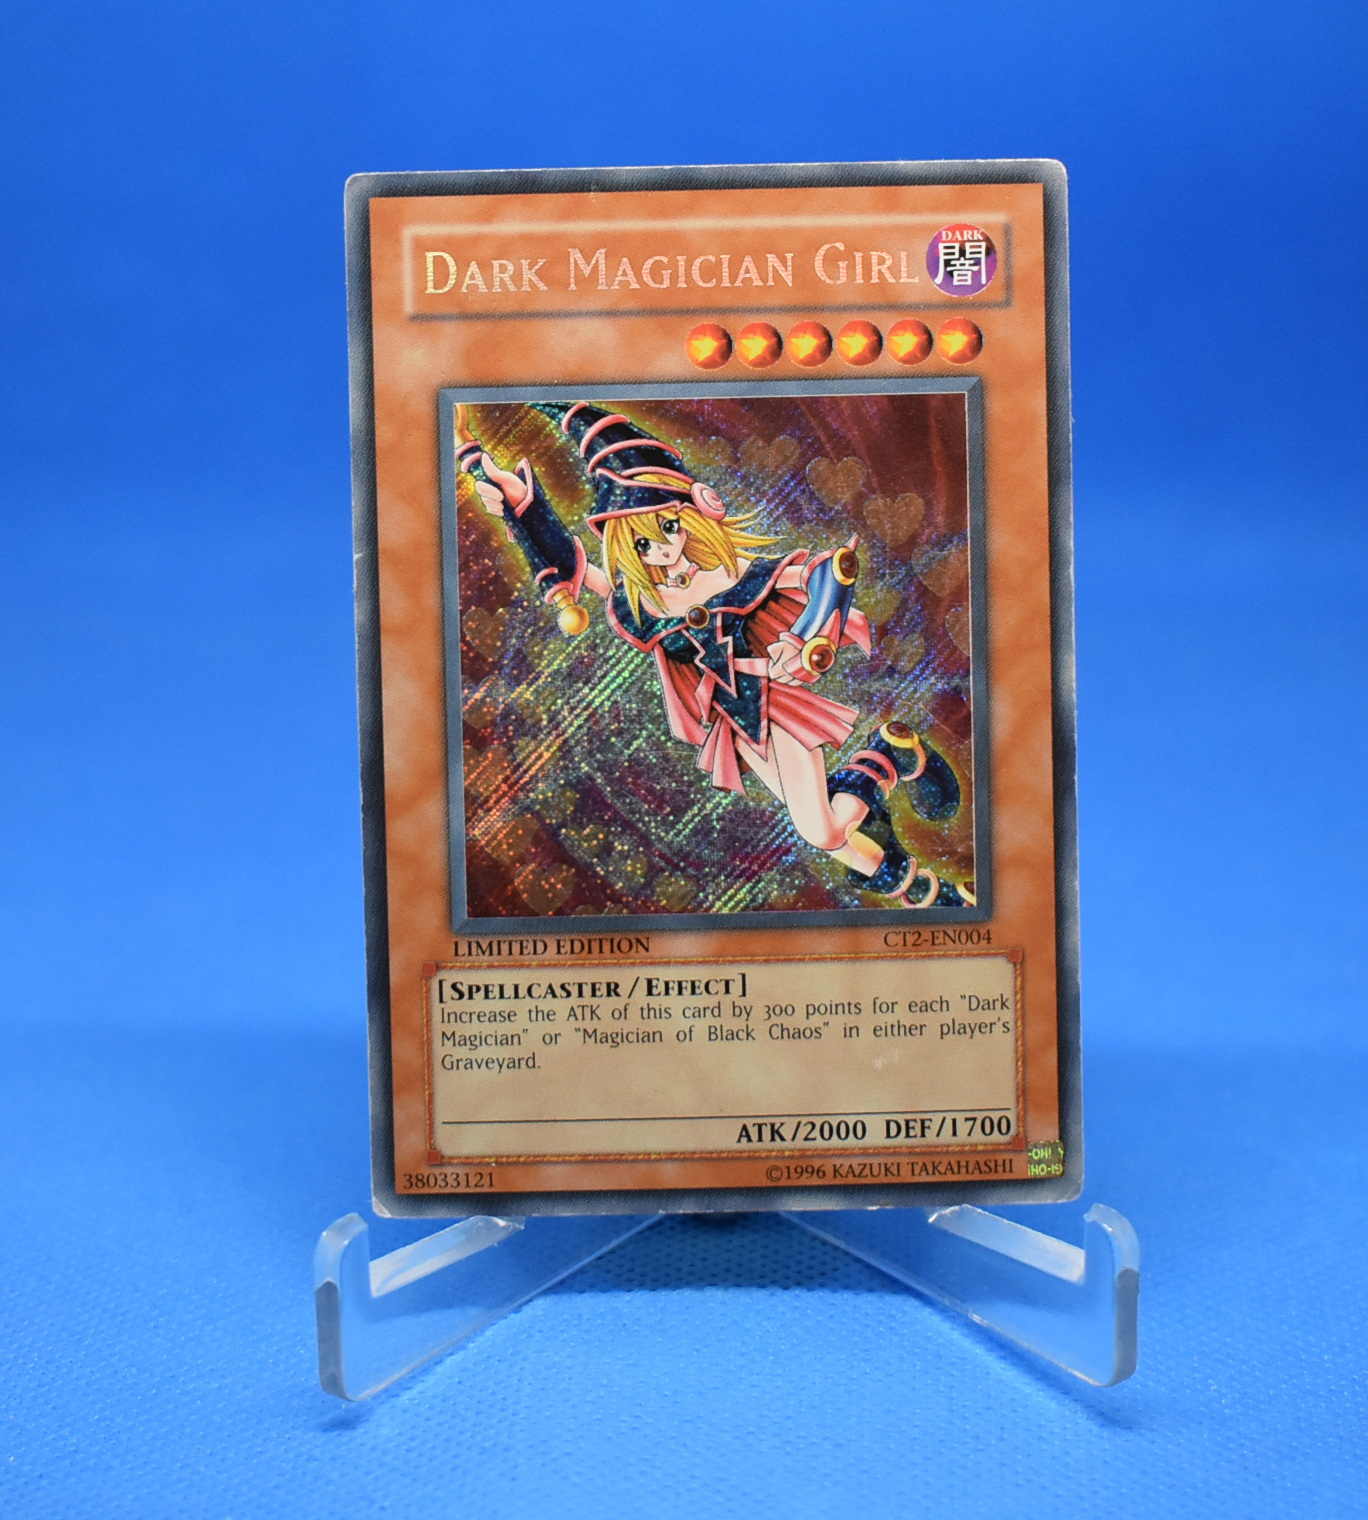 DARK MAGICIAN GIRL
DARK
闇
LIMITED EDITION
CT2-EN004
[SPELLCASTER / EFFECT]
Increase the ATK of this card by 300 points for each "Dark
Magician" or "Magician of Black Chaos" in either player's
Graveyard.
ATK/2000 DEF/1700
38033121
©1996 KAZUKI TAKAHASHI
-OH!